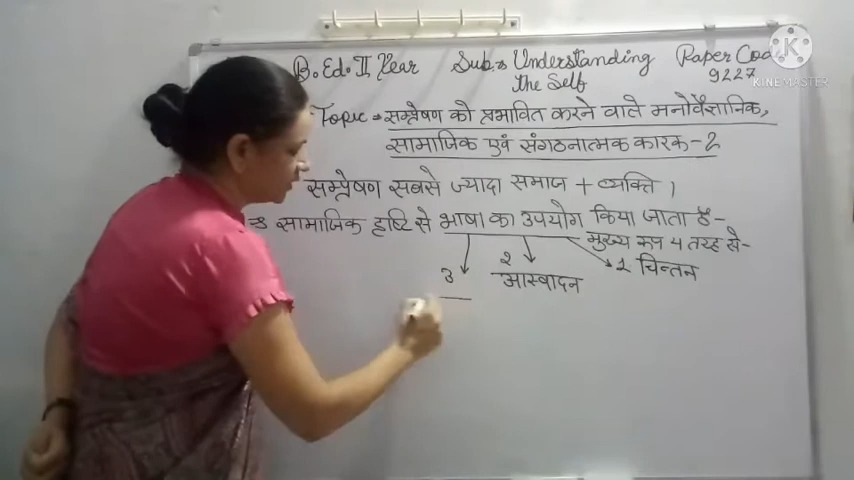 B. Ed. II Year Sub. Understanding the Self Paper Code 9227
KINEMASTER
Topic ⇒ सम्प्रेषण को प्रभावित करने वाले मनोवैज्ञानिक,
सामाजिक एवं संगठनात्मक कारक-2
सम्प्रेषण सबसे ज्यादा समाज + व्यक्ति।
⇒ सामाजिक दृष्टि से भाषा का उपयोग किया जाता है-
मुख्य रूप 4 तरह से-
1 चिन्तन
2 आस्वादन
3